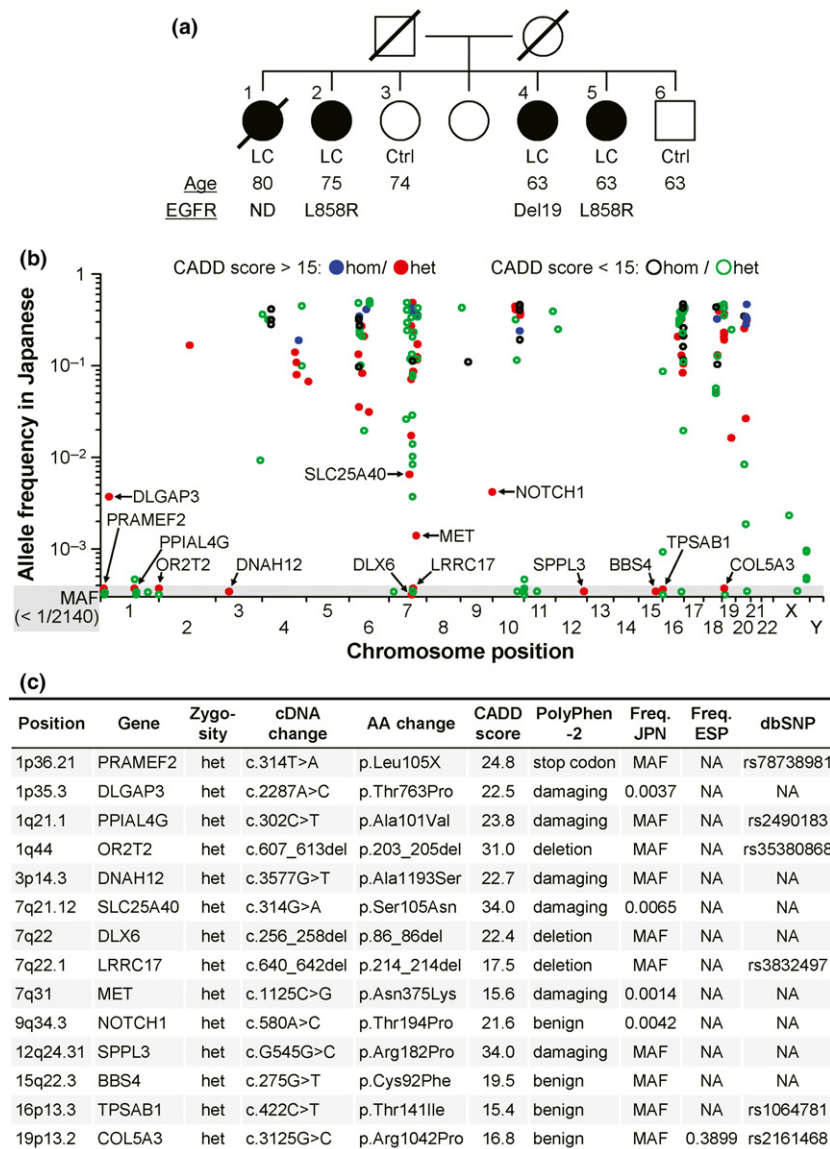 (a)
1 2 3 4 5 6
LC LC Ctrl LC LC Ctrl
Age 80 75 74 63 63 63
EGFR ND L858R Del19 L858R
(b)
CADD score > 15: hom/ het CADD score < 15: hom / het
Allele frequency in Japanese
1
10⁻¹
10⁻²
10⁻³
MAF
(< 1/2140)
SLC25A40
DLGAP3
NOTCH1
PRAMEF2
MET
PPIAL4G
TPSAB1
OR2T2
DNAH12
DLX6
LRRC17
SPPL3
BBS4
COL5A3
1 3 5 7 9 11 13 15 17 19 21 X
2 4 6 8 10 12 14 16 18 20 22 Y
Chromosome position
(c)
Position Gene Zygo-sity cDNA change AA change CADD score PolyPhen-2 Freq. JPN Freq. ESP dbSNP
1p36.21 PRAMEF2 het c.314T>A p.Leu105X 24.8 stop codon MAF NA rs78738981
1p35.3 DLGAP3 het c.2287A>C p.Thr763Pro 22.5 damaging 0.0037 NA NA
1q21.1 PPIAL4G het c.302C>T p.Ala101Val 23.8 damaging MAF NA rs2490183
1q44 OR2T2 het c.607_613del p.203_205del 31.0 deletion MAF NA rs35380868
3p14.3 DNAH12 het c.3577G>T p.Ala1193Ser 22.7 damaging MAF NA NA
7q21.12 SLC25A40 het c.314G>A p.Ser105Asn 34.0 damaging 0.0065 NA NA
7q22 DLX6 het c.256_258del p.86_86del 22.4 deletion MAF NA NA
7q22.1 LRRC17 het c.640_642del p.214_214del 17.5 deletion MAF NA rs3832497
7q31 MET het c.1125C>G p.Asn375Lys 15.6 damaging 0.0014 NA NA
9q34.3 NOTCH1 het c.580A>C p.Thr194Pro 21.6 benign 0.0042 NA NA
12q24.31 SPPL3 het c.G545G>C p.Arg182Pro 34.0 damaging MAF NA NA
15q22.3 BBS4 het c.275G>T p.Cys92Phe 19.5 benign MAF NA NA
16p13.3 TPSAB1 het c.422C>T p.Thr141Ile 15.4 benign MAF NA rs1064781
19p13.2 COL5A3 het c.3125G>C p.Arg1042Pro 16.8 benign MAF 0.3899 rs2161468